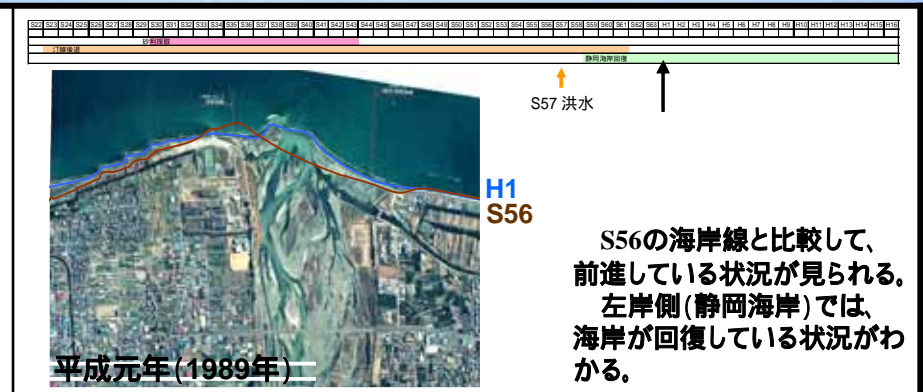 S22 S23 S24 S25 S26 S27 S28 S29 S30 S31 S32 S33 S34 S35 S36 S37 S38 S39 S40 S41 S42 S43 S44 S45 S46 S47 S48 S49 S50 S51 S52 S53 S54 S55 S56 S57 S58 S59 S60 S61 S62 S63 H1 H2 H3 H4 H5 H6 H7 H8 H9 H10 H11 H12 H13 H14 H15 H16
砂利採取
汀線後退
静岡海岸回復
S57 洪水
H1
S56
S56の海岸線と比較して、
前進している状況が見られる。
左岸側(静岡海岸)では、
海岸が回復している状況がわ
かる。
平成元年(1989年)